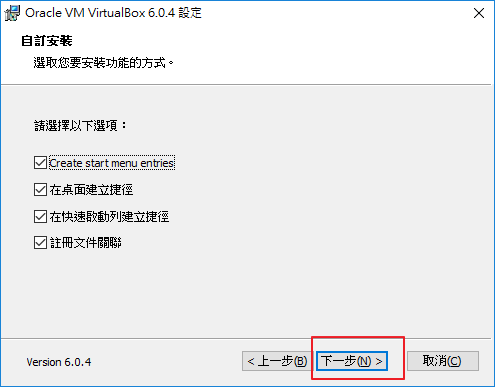 Oracle VM VirtualBox 6.0.4 設定
自訂安裝
選取您要安裝功能的方式。
請選擇以下選項：
Create start menu entries
在桌面建立捷徑
在快速啟動列建立捷徑
註冊文件關聯
Version 6.0.4
< 上一步(B) 下一步(N) > 取消(C)